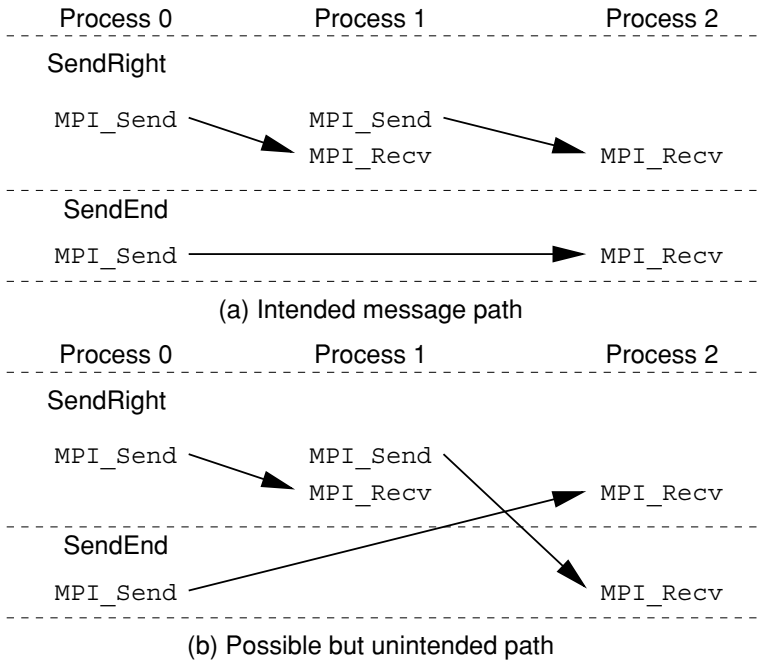 Process 0 Process 1 Process 2
SendRight
MPI_Send MPI_Send
MPI_Recv MPI_Recv
SendEnd
MPI_Send MPI_Recv
(a) Intended message path
Process 0 Process 1 Process 2
SendRight
MPI_Send MPI_Send
MPI_Recv MPI_Recv
SendEnd
MPI_Send MPI_Recv
(b) Possible but unintended path